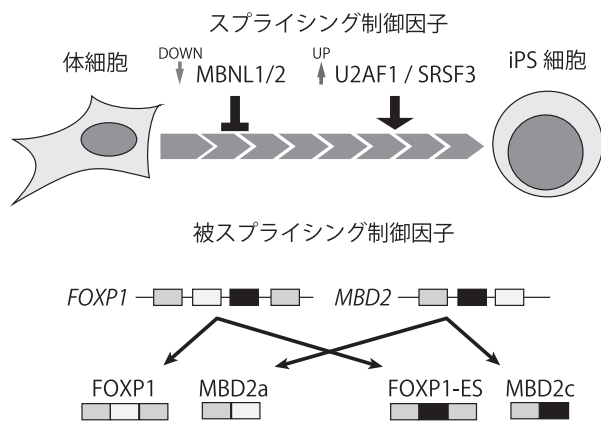 スプライシング制御因子
体細胞
DOWN
MBNL1/2
UP
U2AF1 / SRSF3
iPS 細胞
被スプライシング制御因子
FOXP1
MBD2
FOXP1
MBD2a
FOXP1-ES
MBD2c